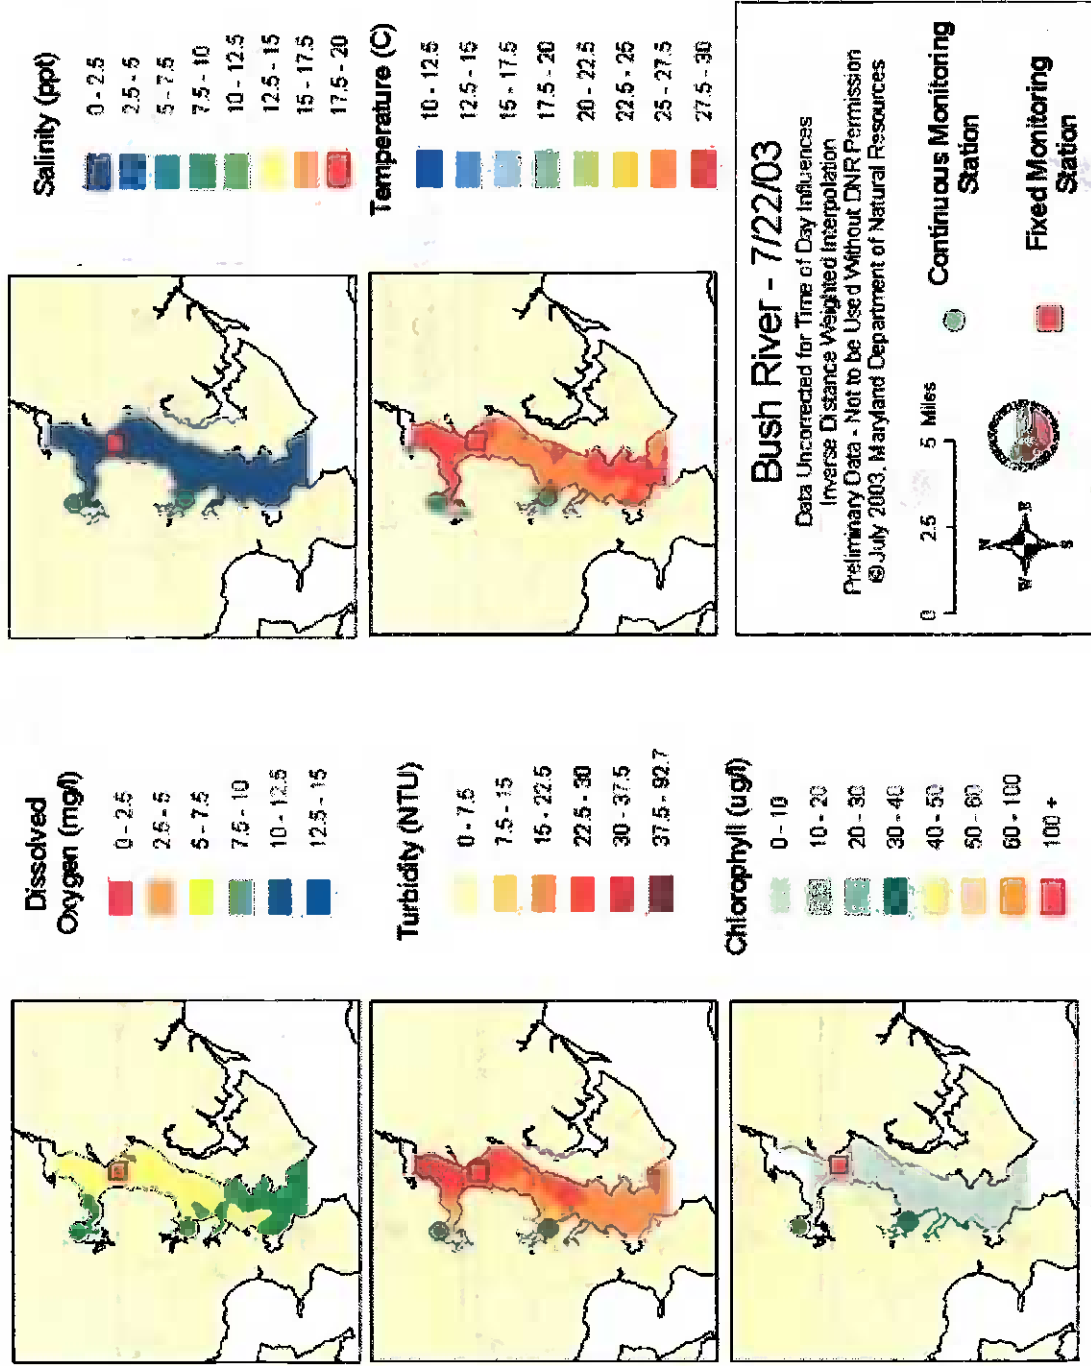 Dissolved
Oxygen (mg/l)
0 - 2.5
2.5 - 5
5 - 7.5
7.5 - 10
10 - 12.5
12.5 - 15
Salinity (ppt)
0 - 2.5
2.5 - 5
5 - 7.5
7.5 - 10
10 - 12.5
12.5 - 15
15 - 17.5
17.5 - 20
Turbidity (NTU)
0 - 7.5
7.5 - 15
15 - 22.5
22.5 - 30
30 - 37.5
37.5 - 92.7
Temperature (C)
10 - 12.5
12.5 - 15
15 - 17.5
17.5 - 20
20 - 22.5
22.5 - 25
25 - 27.5
27.5 - 30
Chlorophyll (ug/l)
0 - 10
10 - 20
20 - 30
30 - 40
40 - 50
50 - 60
60 - 100
100 +
Bush River - 7/22/03
Data Uncorrected for Time of Day Influences
Inverse Distance Weighted Interpolation
Preliminary Data - Not to be Used Without DNR Permission
© July 2003, Maryland Department of Natural Resources
0 2.5 5 Miles
N
W E
S
Continuous Monitoring
Station
Fixed Monitoring
Station